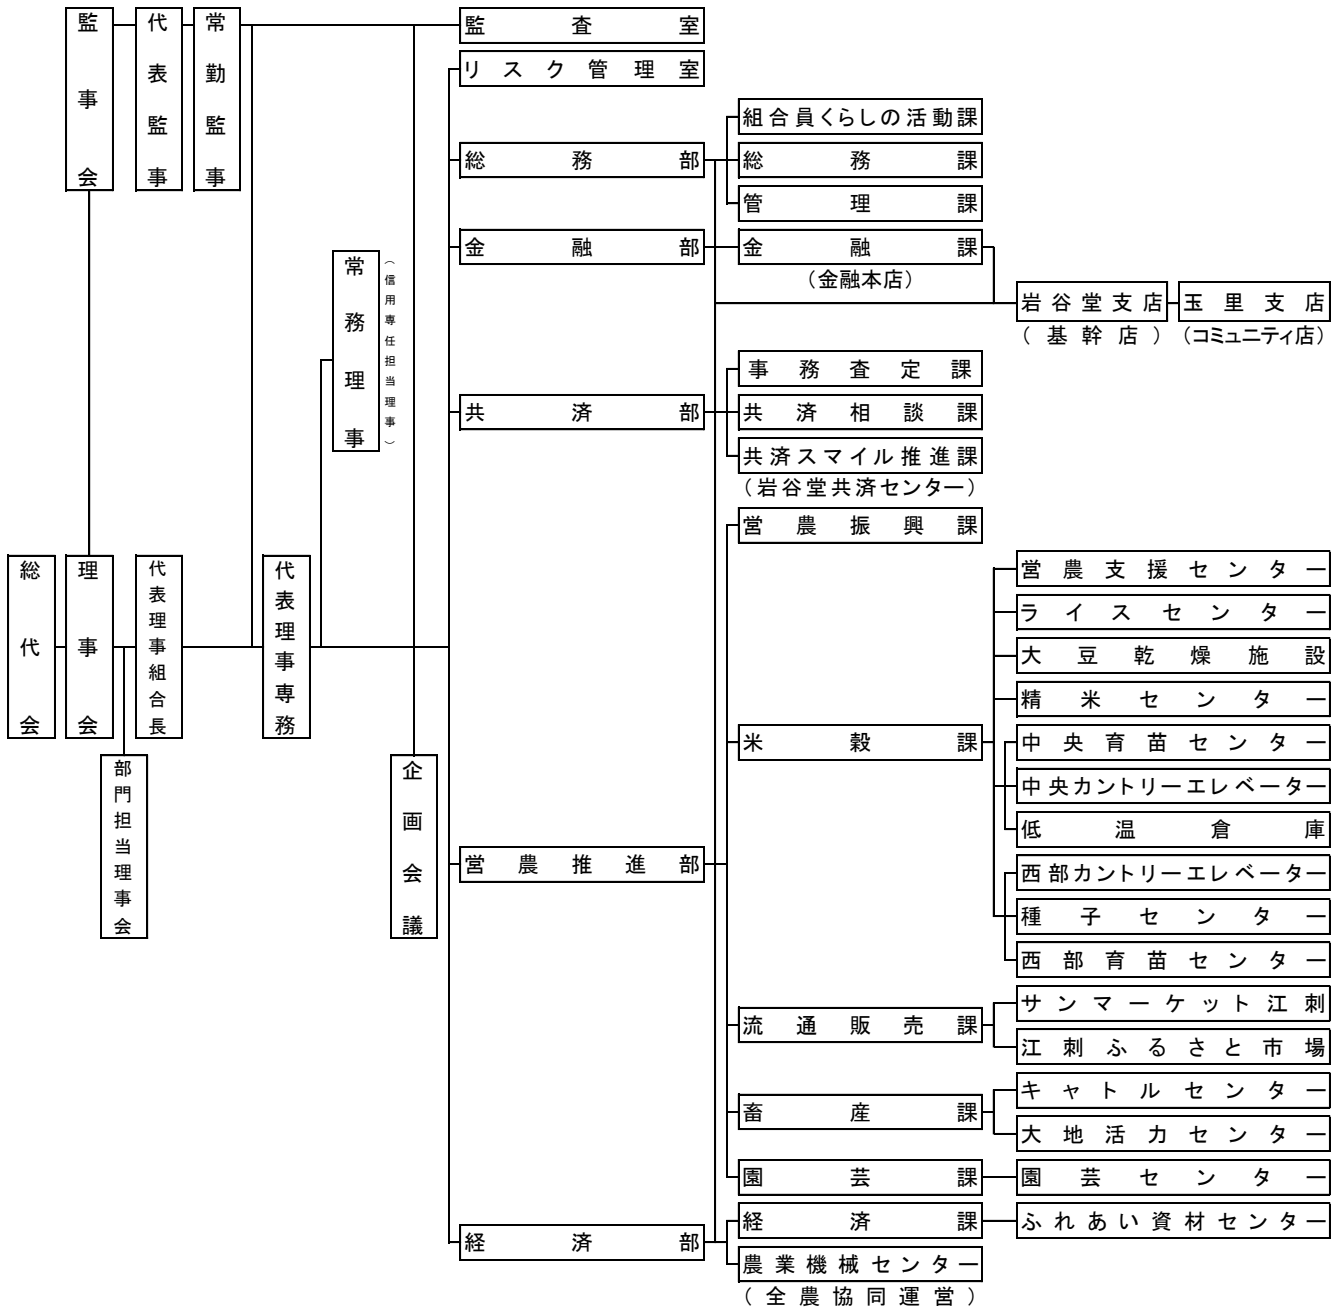 監事会
代表監事
常勤監事
監査室
リスク管理室
組合員くらしの活動課
総務部
総務課
管理課
金融部
金融課
(金融本店)
常務理事
(信用専任担当理事)
岩谷堂支店
玉里支店
(基幹店)
(コミュニティ店)
事務査定課
共済部
共済相談課
共済スマイル推進課
(岩谷堂共済センター)
営農振興課
総代会
理事会
代表理事組合長
代表理事専務
営農支援センター
ライスセンター
大豆乾燥施設
精米センター
米穀課
中央育苗センター
中央カントリーエレベーター
低温倉庫
部門担当理事会
企画会議
営農推進部
西部カントリーエレベーター
種子センター
西部育苗センター
サンマーケット江刺
流通販売課
江刺ふるさと市場
キャトルセンター
畜産課
大地活力センター
園芸課
園芸センター
経済部
経済課
ふれあい資材センター
農業機械センター
(全農協同運営)